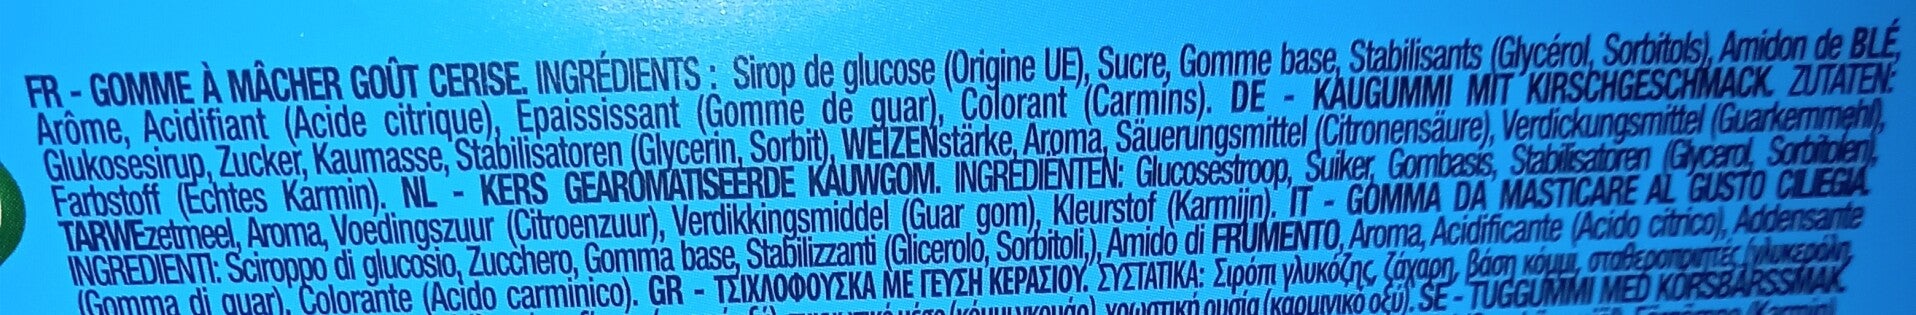 FR - GOMME À MÂCHER GOÛT CERISE. INGRÉDIENTS : Sirop de glucose (Origine UE), Sucre, Gomme base, Stabilisants (Glycérol, Sorbitols), Amidon de BLÉ,
Arôme, Acidifiant (Acide citrique), Epaississant (Gomme de guar), Colorant (Carmins). DE - KAUGUMMI MIT KIRSCHGESCHMACK. ZUTATEN:
Glukosesirup, Zucker, Kaumasse, Stabilisatoren (Glycerin, Sorbit), WEIZENstärke, Aroma, Säuerungsmittel (Citronensäure), Verdickungsmittel (Guarkernmehl),
Farbstoff (Echtes Karmin). NL - KERS GEAROMATISEERDE KAUWGOM. INGREDIËNTEN: Glucosestroop, Suiker, Gombasis, Stabilisatoren (Glycerol, Sorbitolen),
TARWEzetmeel, Aroma, Voedingszuur (Citroenzuur), Verdikkingsmiddel (Guar gom), Kleurstof (Karmijn). IT - GOMMA DA MASTICARE AL GUSTO CILIEGIA.
INGREDIENTI: Sciroppo di glucosio, Zucchero, Gomma base, Stabilizzanti (Glicerolo, Sorbitoli,), Amido di FRUMENTO, Aroma, Acidificante (Acido citrico), Addensante
(Gomma di guar), Colorante (Acido carminico). GR - ΤΣΙΧΛΟΦΟΥΣΚΑ ΜΕ ΓΕΥΣΗ ΚΕΡΑΣΙΟΥ. ΣΥΣΤΑΤΙΚΑ: Σιρόπι γλυκόζης, ζάχαρη, βάση κόμμι, σταθεροποιητές (γλυκερόλη,
χρωστική ουσία (καρμινικό οξύ). SE - TUGGUMMI MED KÖRSBÄRSSMAK.